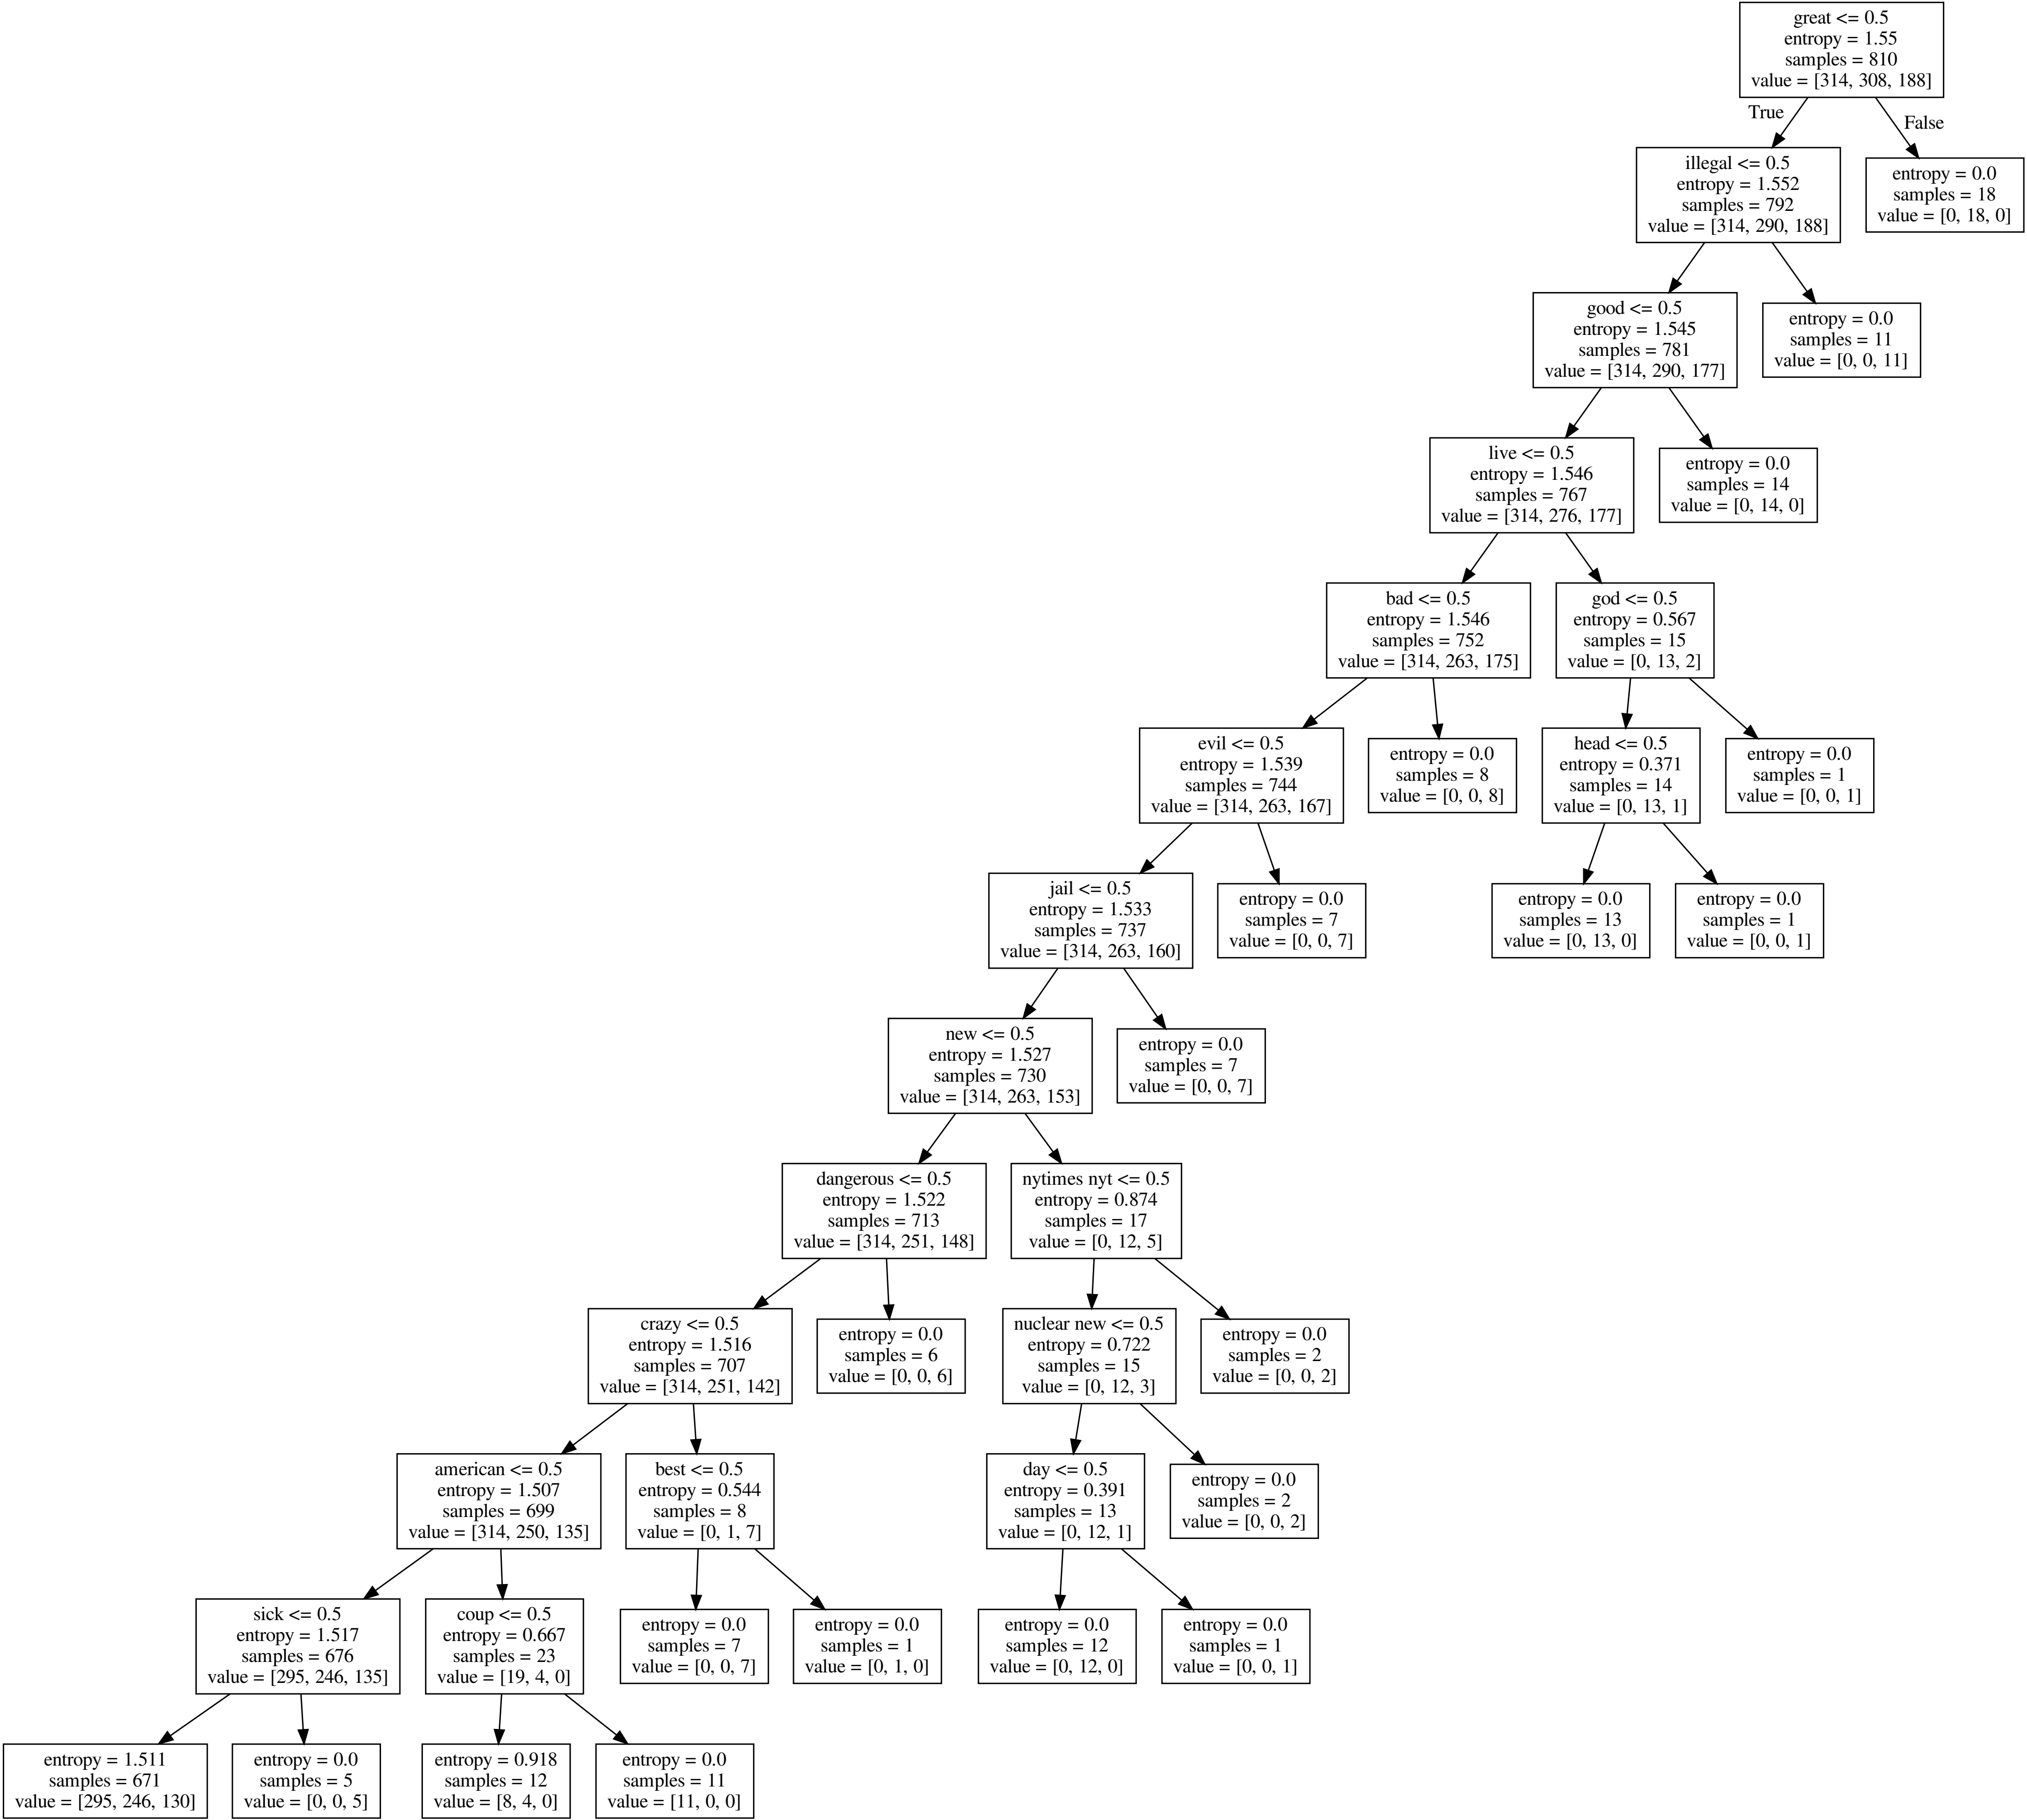 great <= 0.5
entropy = 1.55
samples = 810
value = [314, 308, 188]
True
False
illegal <= 0.5
entropy = 1.552
samples = 792
value = [314, 290, 188]
entropy = 0.0
samples = 18
value = [0, 18, 0]
good <= 0.5
entropy = 1.545
samples = 781
value = [314, 290, 177]
entropy = 0.0
samples = 11
value = [0, 0, 11]
live <= 0.5
entropy = 1.546
samples = 767
value = [314, 276, 177]
entropy = 0.0
samples = 14
value = [0, 14, 0]
bad <= 0.5
entropy = 1.546
samples = 752
value = [314, 263, 175]
god <= 0.5
entropy = 0.567
samples = 15
value = [0, 13, 2]
evil <= 0.5
entropy = 1.539
samples = 744
value = [314, 263, 167]
entropy = 0.0
samples = 8
value = [0, 0, 8]
head <= 0.5
entropy = 0.371
samples = 14
value = [0, 13, 1]
entropy = 0.0
samples = 1
value = [0, 0, 1]
jail <= 0.5
entropy = 1.533
samples = 737
value = [314, 263, 160]
entropy = 0.0
samples = 7
value = [0, 0, 7]
entropy = 0.0
samples = 13
value = [0, 13, 0]
entropy = 0.0
samples = 1
value = [0, 0, 1]
new <= 0.5
entropy = 1.527
samples = 730
value = [314, 263, 153]
entropy = 0.0
samples = 7
value = [0, 0, 7]
dangerous <= 0.5
entropy = 1.522
samples = 713
value = [314, 251, 148]
nytimes nyt <= 0.5
entropy = 0.874
samples = 17
value = [0, 12, 5]
crazy <= 0.5
entropy = 1.516
samples = 707
value = [314, 251, 142]
entropy = 0.0
samples = 6
value = [0, 0, 6]
nuclear new <= 0.5
entropy = 0.722
samples = 15
value = [0, 12, 3]
entropy = 0.0
samples = 2
value = [0, 0, 2]
american <= 0.5
entropy = 1.507
samples = 699
value = [314, 250, 135]
best <= 0.5
entropy = 0.544
samples = 8
value = [0, 1, 7]
day <= 0.5
entropy = 0.391
samples = 13
value = [0, 12, 1]
entropy = 0.0
samples = 2
value = [0, 0, 2]
sick <= 0.5
entropy = 1.517
samples = 676
value = [295, 246, 135]
coup <= 0.5
entropy = 0.667
samples = 23
value = [19, 4, 0]
entropy = 0.0
samples = 7
value = [0, 0, 7]
entropy = 0.0
samples = 1
value = [0, 1, 0]
entropy = 0.0
samples = 12
value = [0, 12, 0]
entropy = 0.0
samples = 1
value = [0, 0, 1]
entropy = 1.511
samples = 671
value = [295, 246, 130]
entropy = 0.0
samples = 5
value = [0, 0, 5]
entropy = 0.918
samples = 12
value = [8, 4, 0]
entropy = 0.0
samples = 11
value = [11, 0, 0]